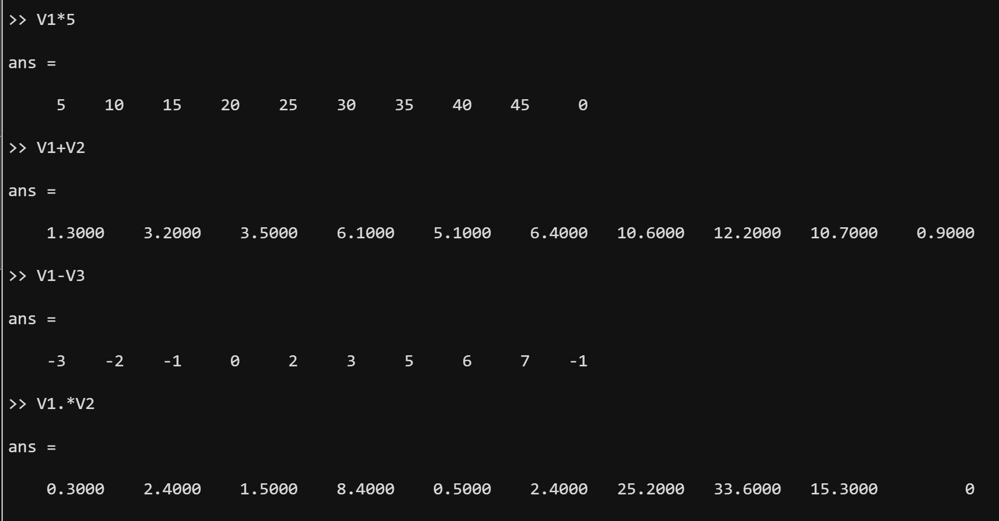 >> V1*5
ans =
5 10 15 20 25 30 35 40 45 0
>> V1+V2
ans =
1.3000 3.2000 3.5000 6.1000 5.1000 6.4000 10.6000 12.2000 10.7000 0.9000
>> V1-V3
ans =
-3 -2 -1 0 2 3 5 6 7 -1
>> V1.*V2
ans =
0.3000 2.4000 1.5000 8.4000 0.5000 2.4000 25.2000 33.6000 15.3000 0